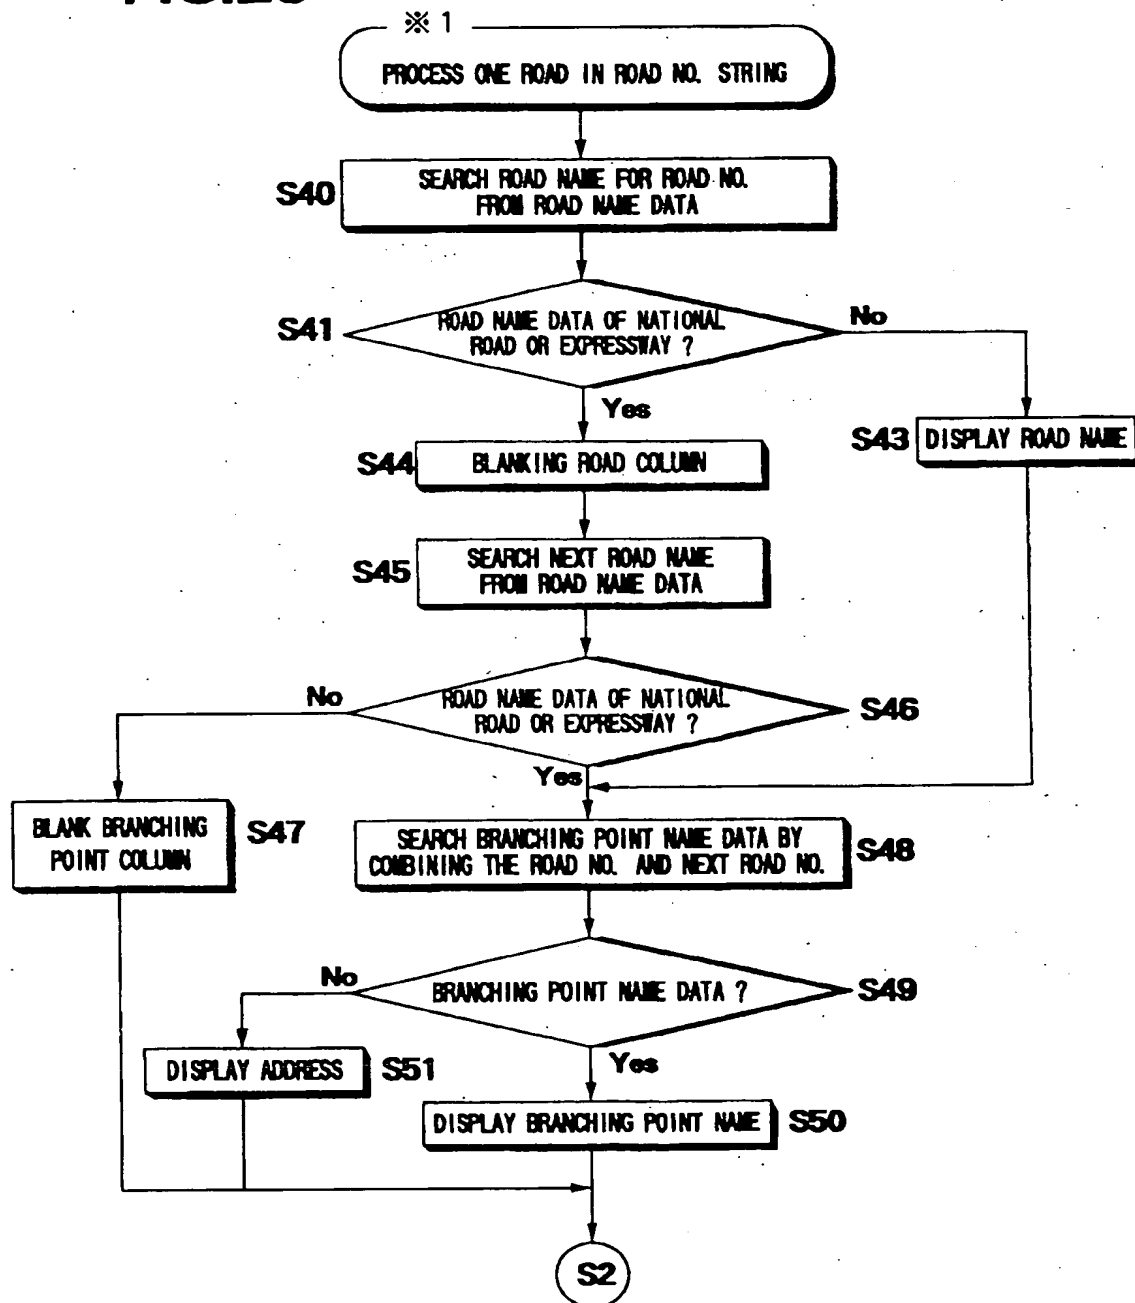 ※ 1
PROCESS ONE ROAD IN ROAD NO. STRING
S40
SEARCH ROAD NAME FOR ROAD NO.
FROM ROAD NAME DATA
S41
ROAD NAME DATA OF NATIONAL
ROAD OR EXPRESSWAY ?
No
Yes
S43
DISPLAY ROAD NAME
S44
BLANKING ROAD COLUMN
S45
SEARCH NEXT ROAD NAME
FROM ROAD NAME DATA
No
ROAD NAME DATA OF NATIONAL
ROAD OR EXPRESSWAY ?
S46
Yes
BLANK BRANCHING
POINT COLUMN
S47
SEARCH BRANCHING POINT NAME DATA BY
COMBINING THE ROAD NO. AND NEXT ROAD NO.
S48
No
BRANCHING POINT NAME DATA ?
S49
Yes
DISPLAY ADDRESS
S51
DISPLAY BRANCHING POINT NAME
S50
S2